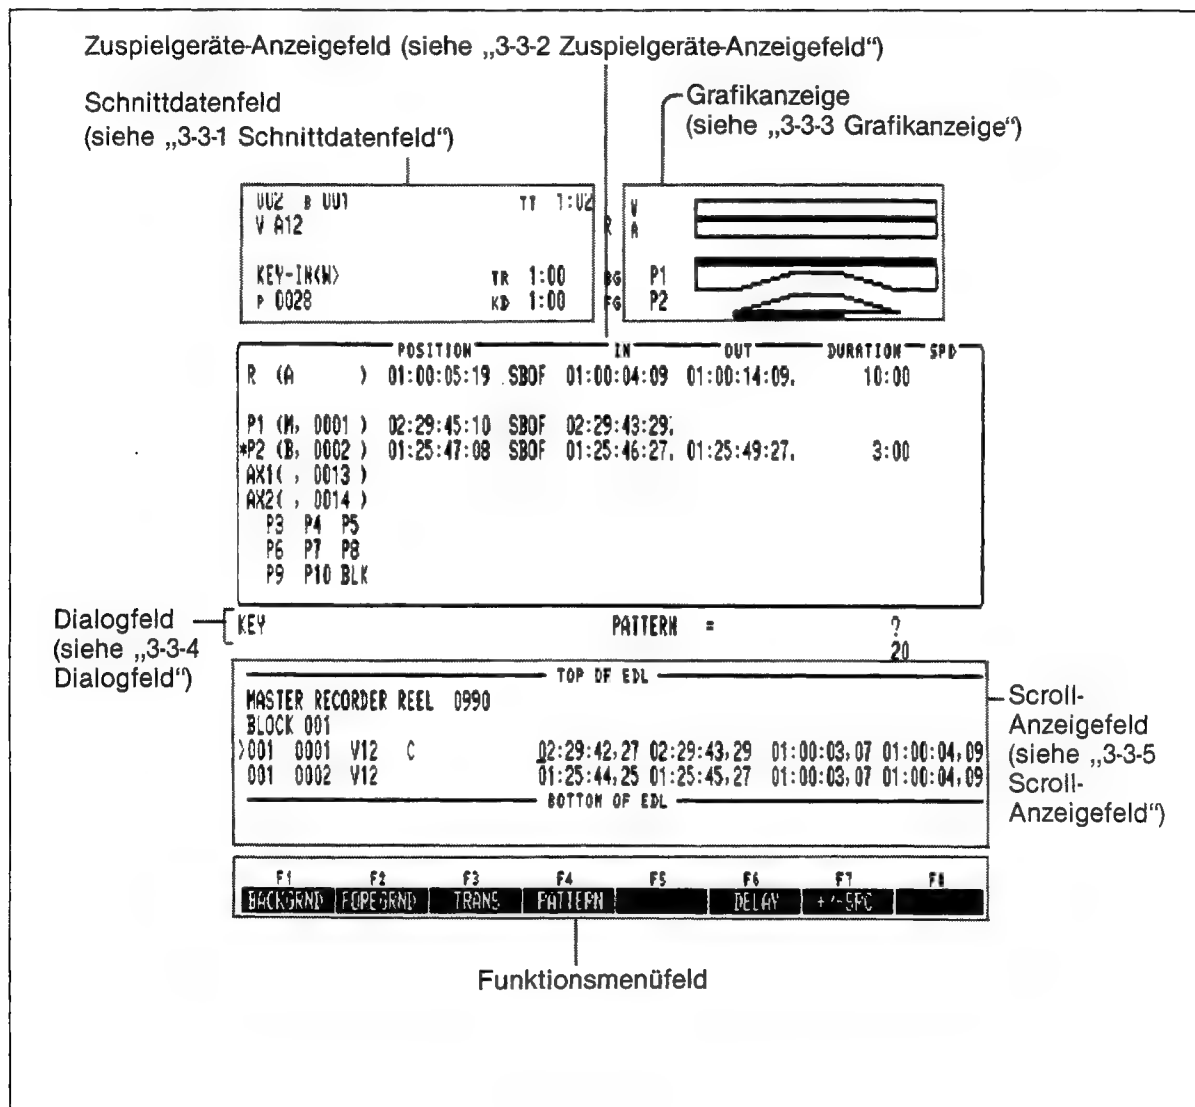 Zuspielgeräte-Anzeigefeld (siehe „3-3-2 Zuspielgeräte-Anzeigefeld“)
Schnittdatenfeld
(siehe „3-3-1 Schnittdatenfeld“)
Grafikanzeige
(siehe „3-3-3 Grafikanzeige“)
VV2 B VV1 TT 1:02
V A12
KEY-IN(N) TR 1:00
P 0028 KD 1:00
V
R A
BG P1
FG P2
POSITION IN OUT DURATION SPD
R (A ) 01:00:05:19 SBOF 01:00:04:09 01:00:14:09. 10:00
P1 (M, 0001 ) 02:29:45:10 SBOF 02:29:43:29.
*P2 (B, 0002 ) 01:25:47:08 SBOF 01:25:46:27. 01:25:49:27. 3:00
AX1( , 0013 )
AX2( , 0014 )
P3 P4 P5
P6 P7 P8
P9 P10 BLK
Dialogfeld
(siehe „3-3-4
Dialogfeld“)
KEY PATTERN = ?
20
TOP OF EDL
MASTER RECORDER REEL 0990
BLOCK 001
>001 0001 V12 C 02:29:42,27 02:29:43,29 01:00:03,07 01:00:04,09
001 0002 V12 01:25:44,25 01:25:45,27 01:00:03,07 01:00:04,09
BOTTOM OF EDL
Scroll-
Anzeigefeld
(siehe „3-3-5
Scroll-
Anzeigefeld“)
F1 F2 F3 F4 F5 F6 F7 F8
BACKGRND FOREGRND TRANS PATTERN DELAY +/-SPC
Funktionsmenüfeld